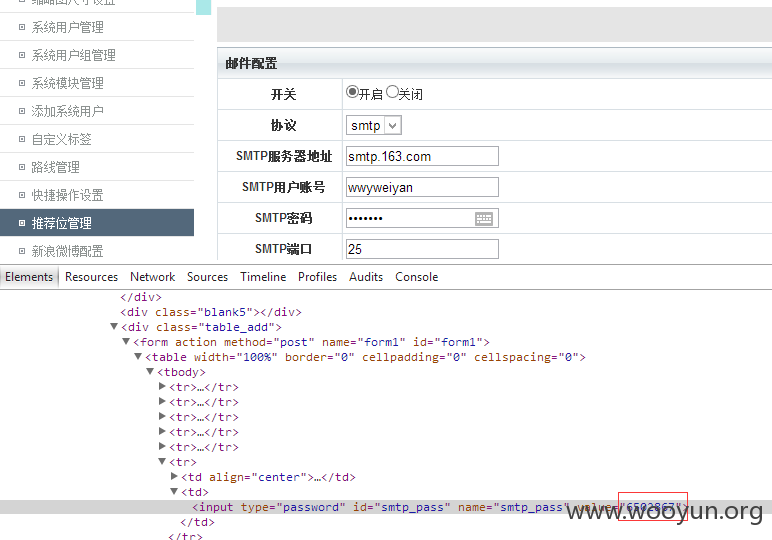 缩略图尺寸设置
系统用户管理
系统用户组管理
系统模块管理
添加系统用户
自定义标签
路线管理
快捷操作设置
推荐位管理
新浪微博配置
邮件配置
开关 开启 关闭
协议 smtp
SMTP服务器地址 smtp.163.com
SMTP用户账号 wwyweiyan
SMTP密码 •••••••
SMTP端口 25
Elements Resources Network Sources Timeline Profiles Audits Console
</div>
<div class="blank5"></div>
<div class="table_add">
<form action method="post" name="form1" id="form1">
<table width="100%" border="0" cellpadding="0" cellspacing="0">
<tbody>
<tr>…</tr>
<tr>…</tr>
<tr>…</tr>
<tr>…</tr>
<tr>…</tr>
<tr>
<td align="center">…</td>
<td>
<input type="password" id="smtp_pass" name="smtp_pass" value=
www.wooyun.org
</td>
</tr>